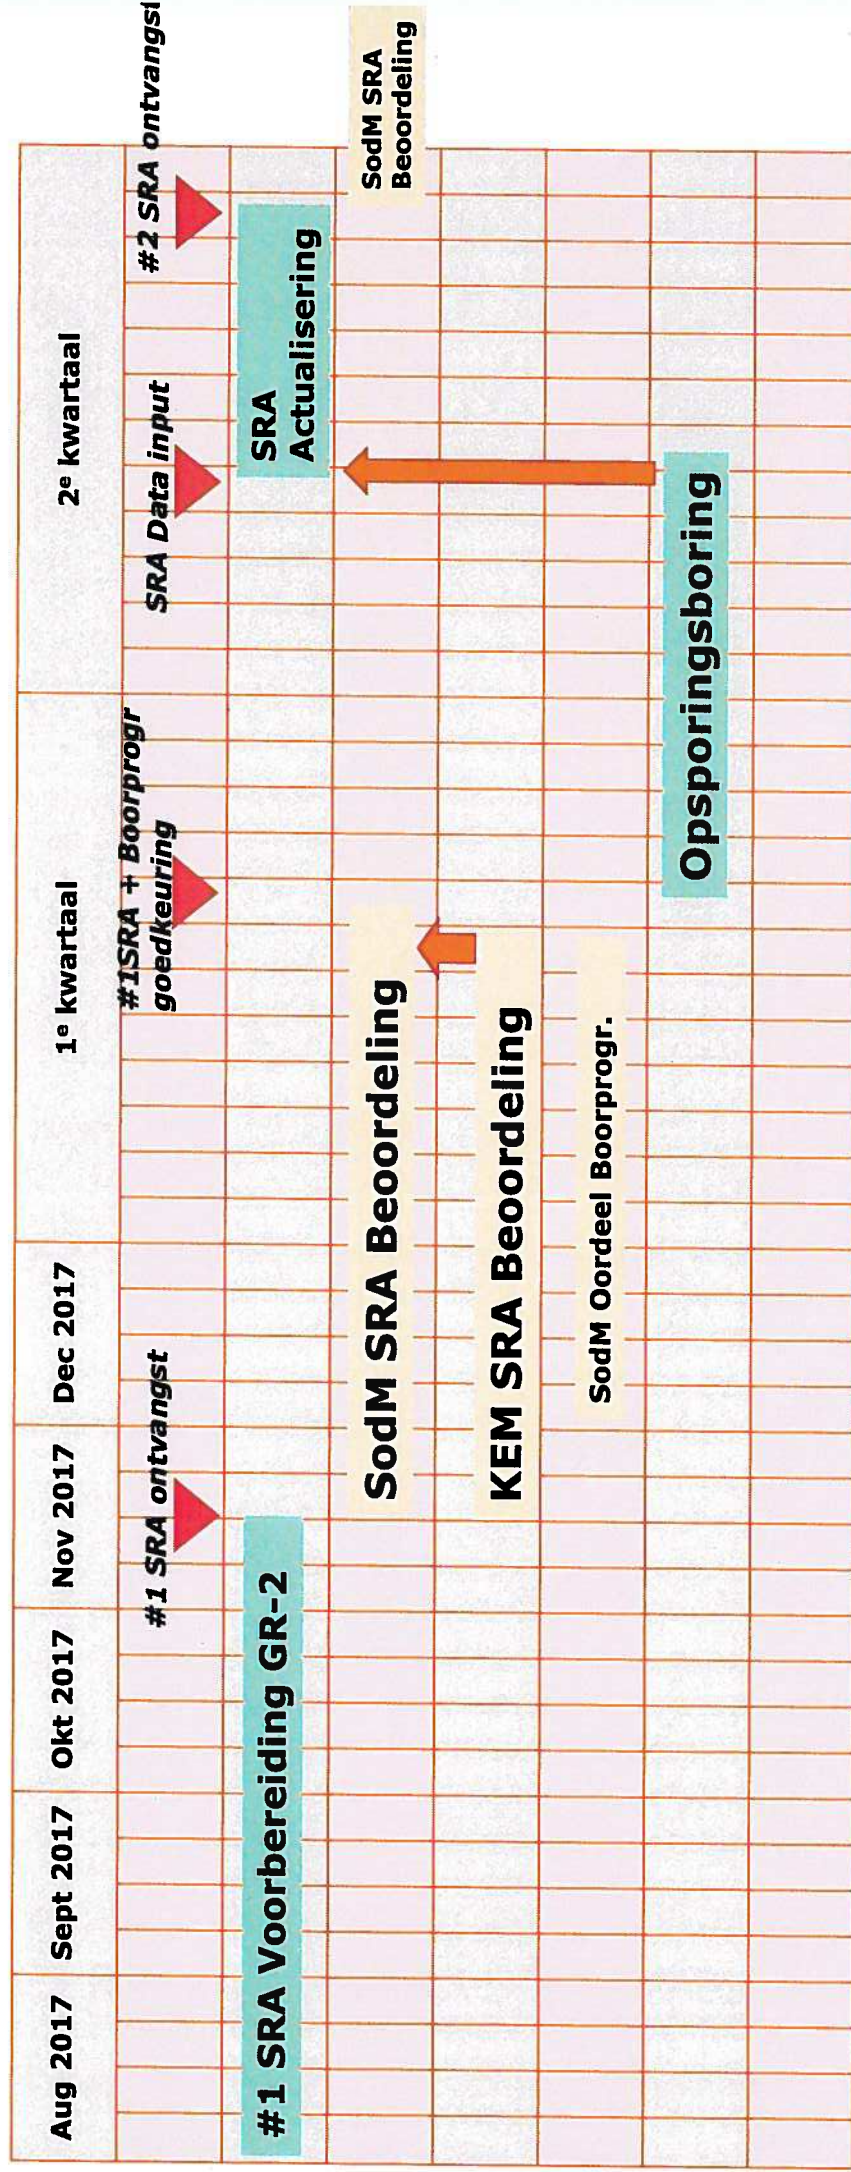 Aug 2017
Sept 2017
Okt 2017
Nov 2017
Dec 2017
1e kwartaal
2e kwartaal
#1 SRA ontvangst
#1SRA + Boorprogr
goedkeuring
SRA Data input
#2 SRA ontvangst
#1 SRA Voorbereiding GR-2
SRA
Actualisering
SodM SRA Beoordeling
SodM SRA
Beoordeling
KEM SRA Beoordeling
SodM Oordeel Boorprogr.
Opsporingsboring